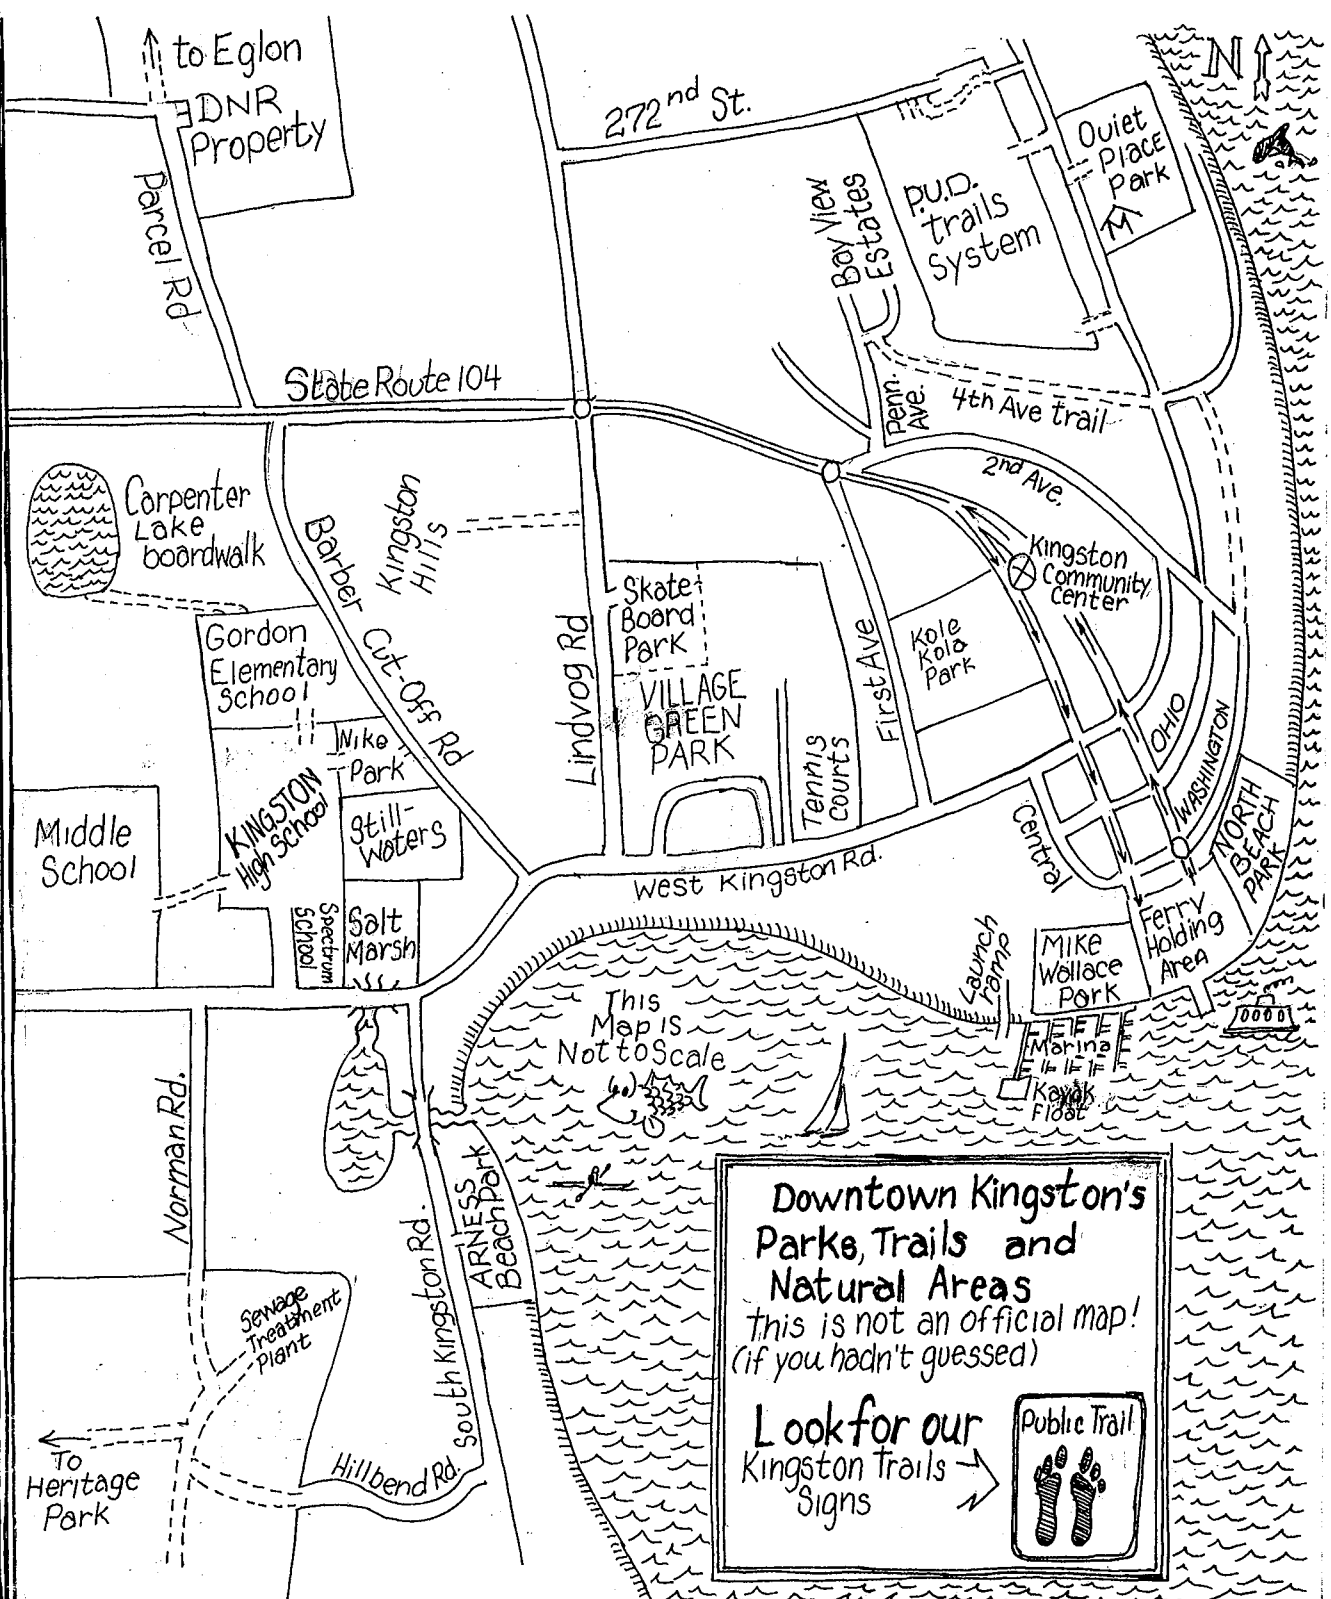 to Eglon
DNR
Property
Parcel Rd
272nd St.
N
Quiet
Place
Park
Bay View
Estates
P.U.D.
trails
System
State Route 104
Penn
Ave.
4th Ave trail
2nd Ave.
Carpenter
Lake
boardwalk
Kingston
Hills
Barber Cut-Off Rd
Kingston
Community
Center
Gordon
Elementary
School
Skate
Board
Park
Lindvog Rd
VILLAGE
GREEN
PARK
First Ave
Kole
Kola
Park
Nike
Park
Tennis
Courts
OHIO
WASHINGTON
NORTH
BEACH
PARK
Middle
School
KINGSTON
High School
Still-
Waters
Central
West Kingston Rd.
Spectrum
School
Salt
Marsh
Launch
ramp
Mike
Wallace
Park
Ferry
Holding
Area
This
Map is
Not to Scale
Marina
Kayak
Float
Norman Rd.
South Kingston Rd.
ARNESS
Beach Park
Sewage
Treatment
Plant
To
Heritage
Park
Hillbend Rd.
Downtown Kingston's
Parks, Trails and
Natural Areas
this is not an official map!
(if you hadn't guessed)
Look for our
Kingston Trails
Signs
Public Trail